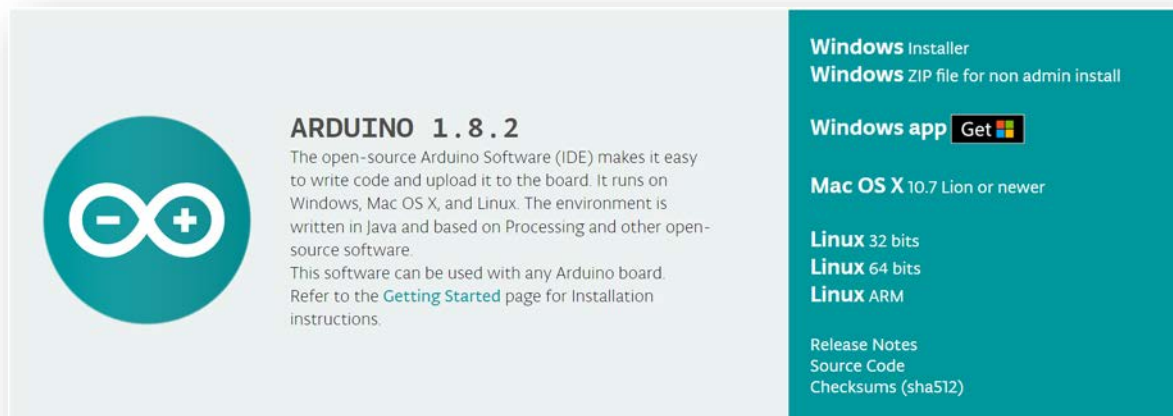 ARDUINO 1.8.2
The open-source Arduino Software (IDE) makes it easy
to write code and upload it to the board. It runs on
Windows, Mac OS X, and Linux. The environment is
written in Java and based on Processing and other open-
source software.
This software can be used with any Arduino board.
Refer to the Getting Started page for Installation
instructions.
Windows Installer
Windows ZIP file for non admin install
Windows app Get
Mac OS X 10.7 Lion or newer
Linux 32 bits
Linux 64 bits
Linux ARM
Release Notes
Source Code
Checksums (sha512)